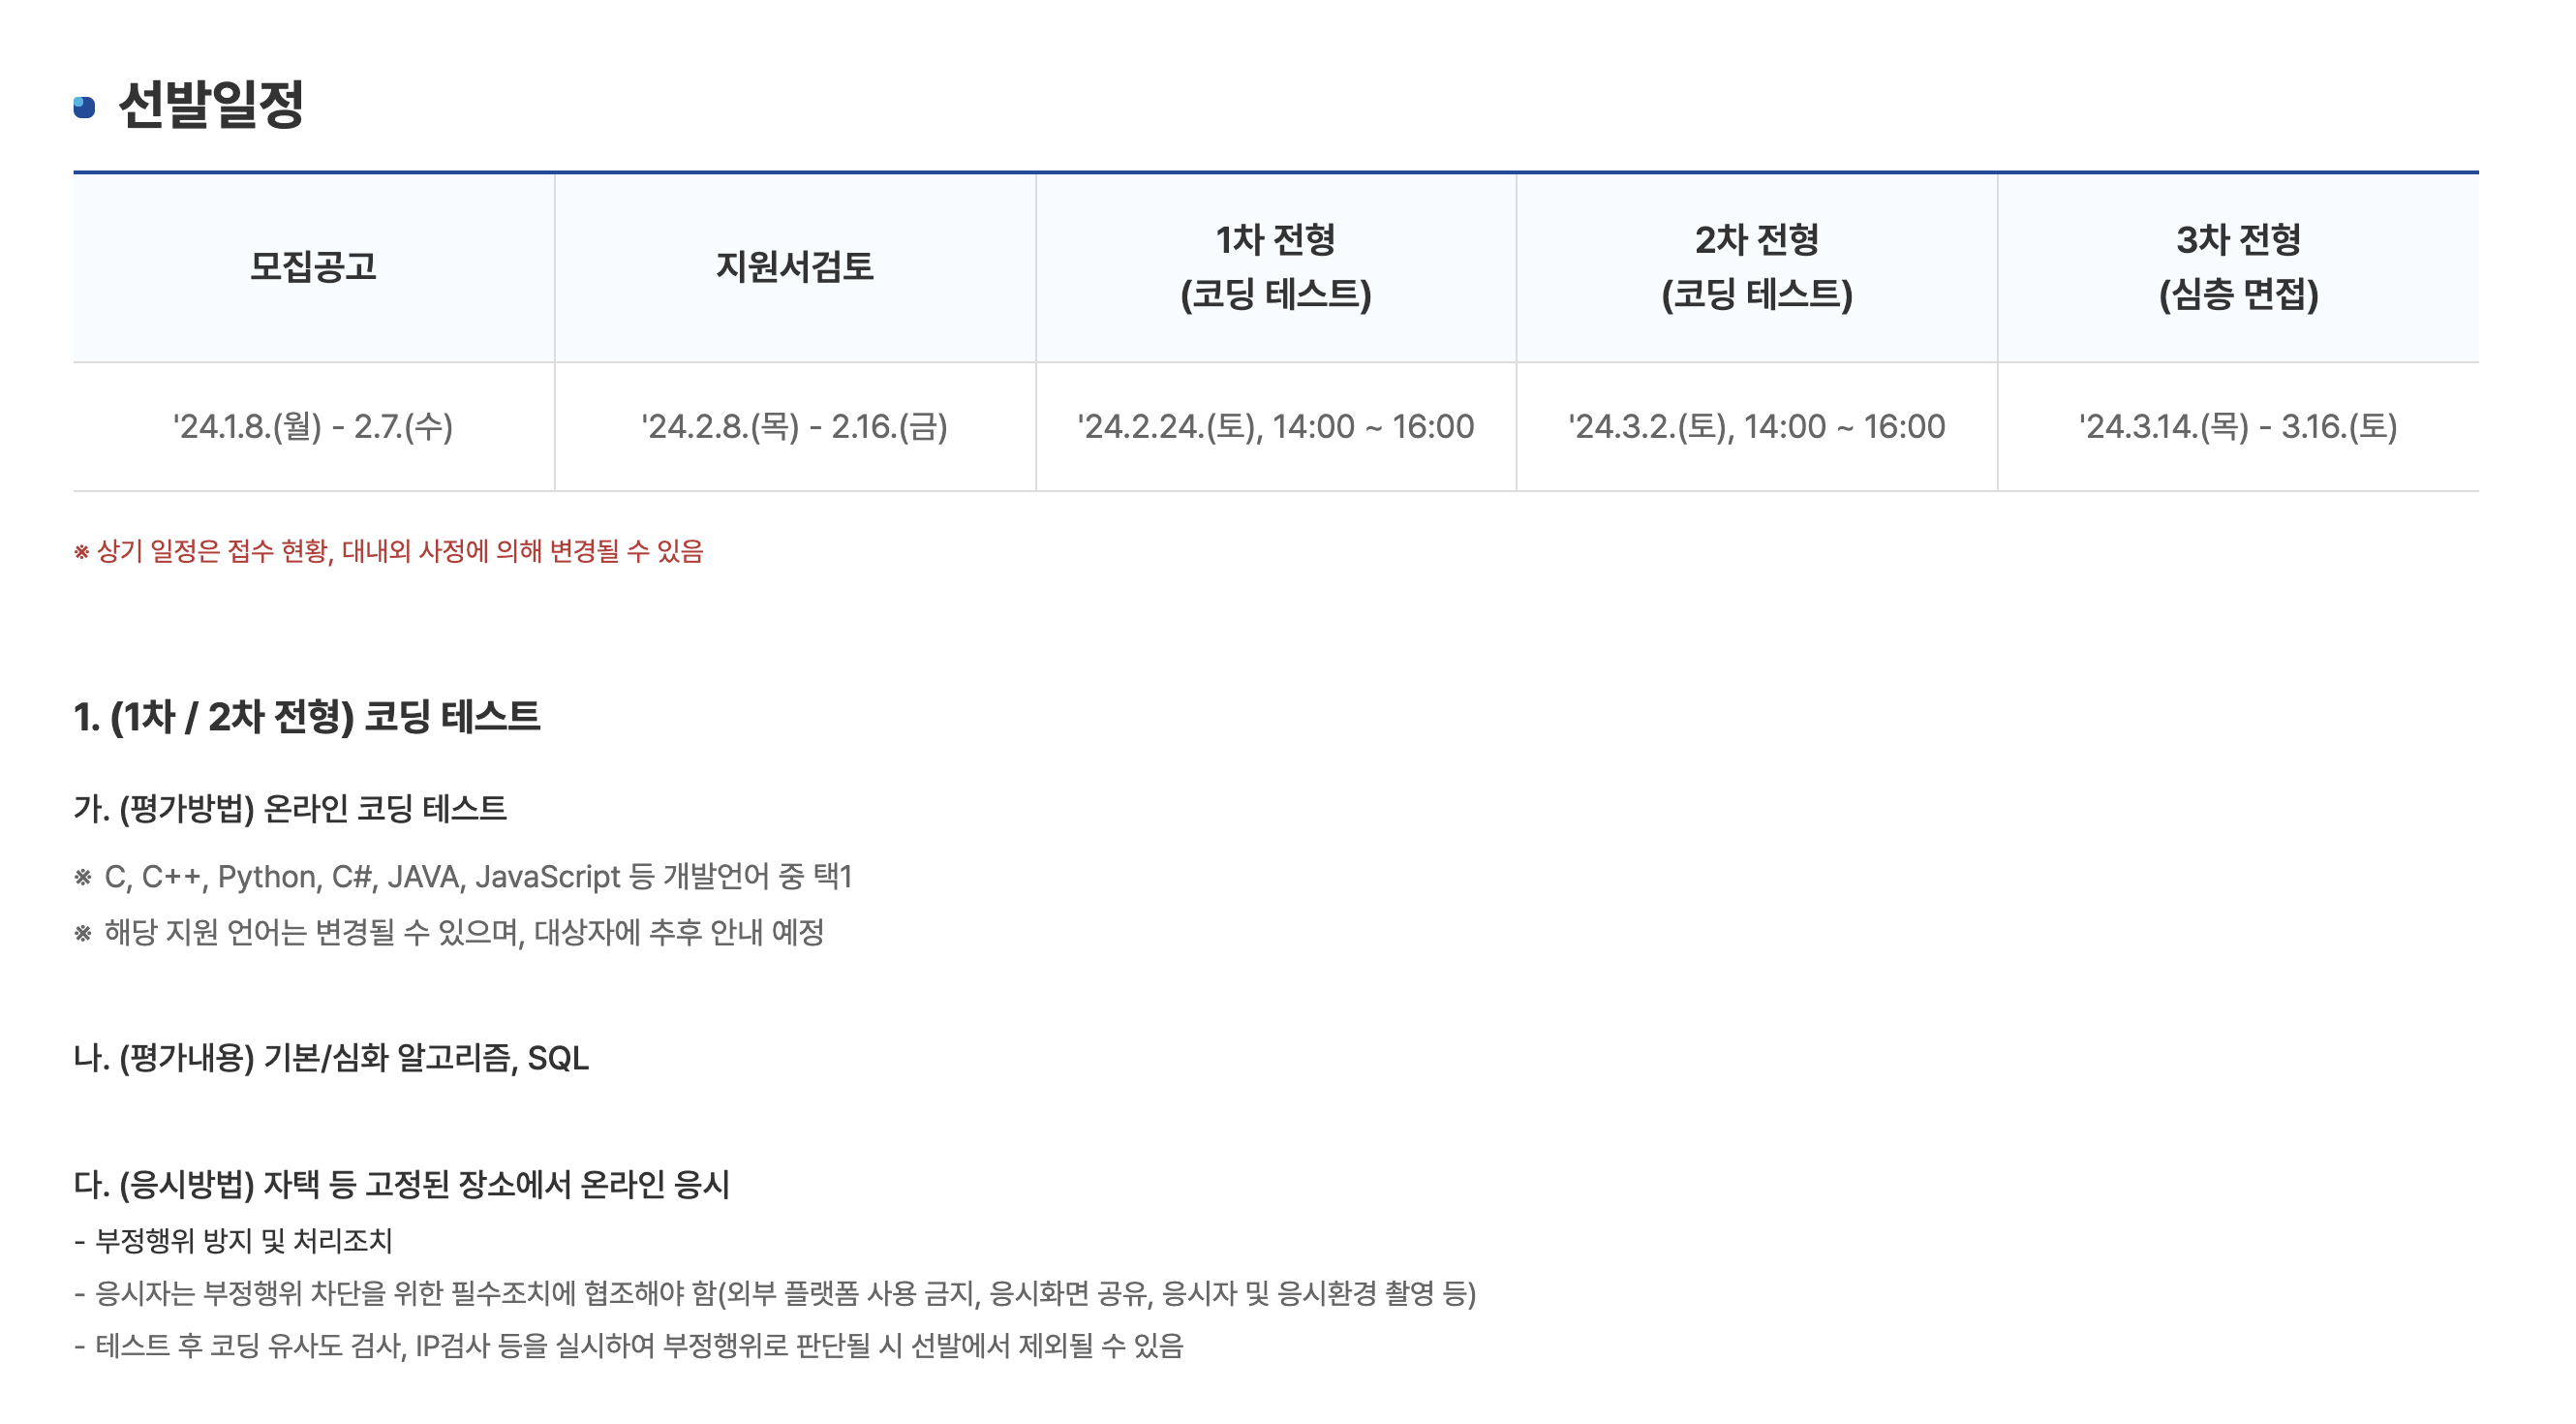 선발일정
모집공고
지원서검토
1차 전형
(코딩 테스트)
2차 전형
(코딩 테스트)
3차 전형
(심층 면접)
'24.1.8.(월) - 2.7.(수)
'24.2.8.(목) - 2.16.(금)
'24.2.24.(토), 14:00 ~ 16:00
'24.3.2.(토), 14:00 ~ 16:00
'24.3.14.(목) - 3.16.(토)
※ 상기 일정은 접수 현황, 대내외 사정에 의해 변경될 수 있음
1. (1차 / 2차 전형) 코딩 테스트
가. (평가방법) 온라인 코딩 테스트
※ C, C++, Python, C#, JAVA, JavaScript 등 개발언어 중 택1
※ 해당 지원 언어는 변경될 수 있으며, 대상자에 추후 안내 예정
나. (평가내용) 기본/심화 알고리즘, SQL
다. (응시방법) 자택 등 고정된 장소에서 온라인 응시
- 부정행위 방지 및 처리조치
- 응시자는 부정행위 차단을 위한 필수조치에 협조해야 함(외부 플랫폼 사용 금지, 응시화면 공유, 응시자 및 응시환경 촬영 등)
- 테스트 후 코딩 유사도 검사, IP검사 등을 실시하여 부정행위로 판단될 시 선발에서 제외될 수 있음